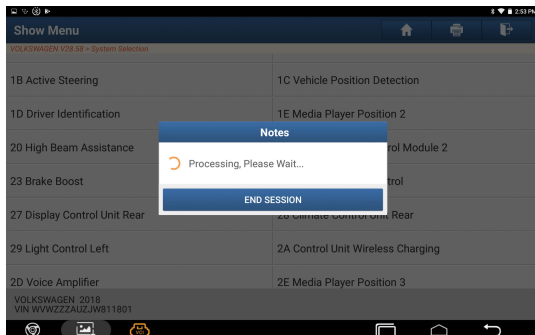 2:53 PM
Show Menu
VOLKSWAGEN V28.58 > System Selection
1B Active Steering
1C Vehicle Position Detection
1D Driver Identification
1E Media Player Position 2
Notes
20 High Beam Assistance
rol Module 2
Processing, Please Wait...
23 Brake Boost
trol
END SESSION
27 Display Control Unit Rear
28 Climate Control Unit Rear
29 Light Control Left
2A Control Unit Wireless Charging
2D Voice Amplifier
2E Media Player Position 3
VOLKSWAGEN 2018
VIN WVWZZZAUZJW811801